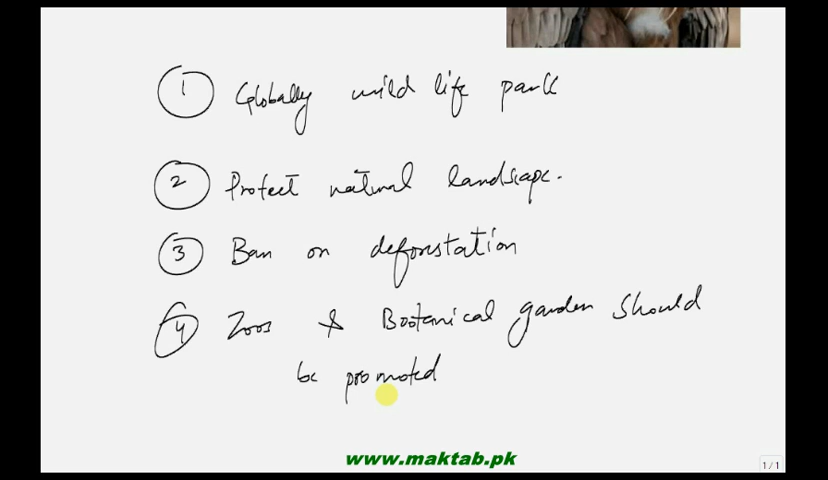 1 Globally wild life park
2 Protect natural landscape.
3 Ban on deforestation
4 Zoos & Bootanical garden should
be promoted
www.maktab.pk
1/1